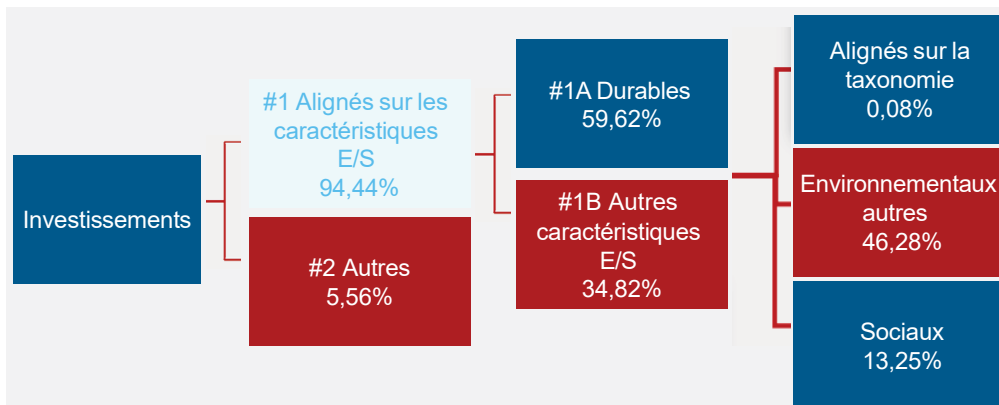 Investissements
#1 Alignés sur les
caractéristiques
E/S
94,44%
#2 Autres
5,56%
#1A Durables
59,62%
#1B Autres
caractéristiques
E/S
34,82%
Alignés sur la
taxonomie
0,08%
Environnementaux
autres
46,28%
Sociaux
13,25%